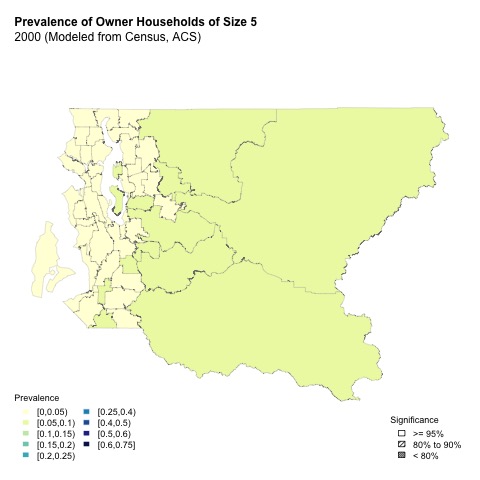 Prevalence of Owner Households of Size 5
2000 (Modeled from Census, ACS)
Prevalence
[0,0.05)
[0.05,0.1)
[0.1,0.15)
[0.15,0.2)
[0.2,0.25)
[0.25,0.4)
[0.4,0.5)
[0.5,0.6)
[0.6,0.75]
Significance
>= 95%
80% to 90%
< 80%